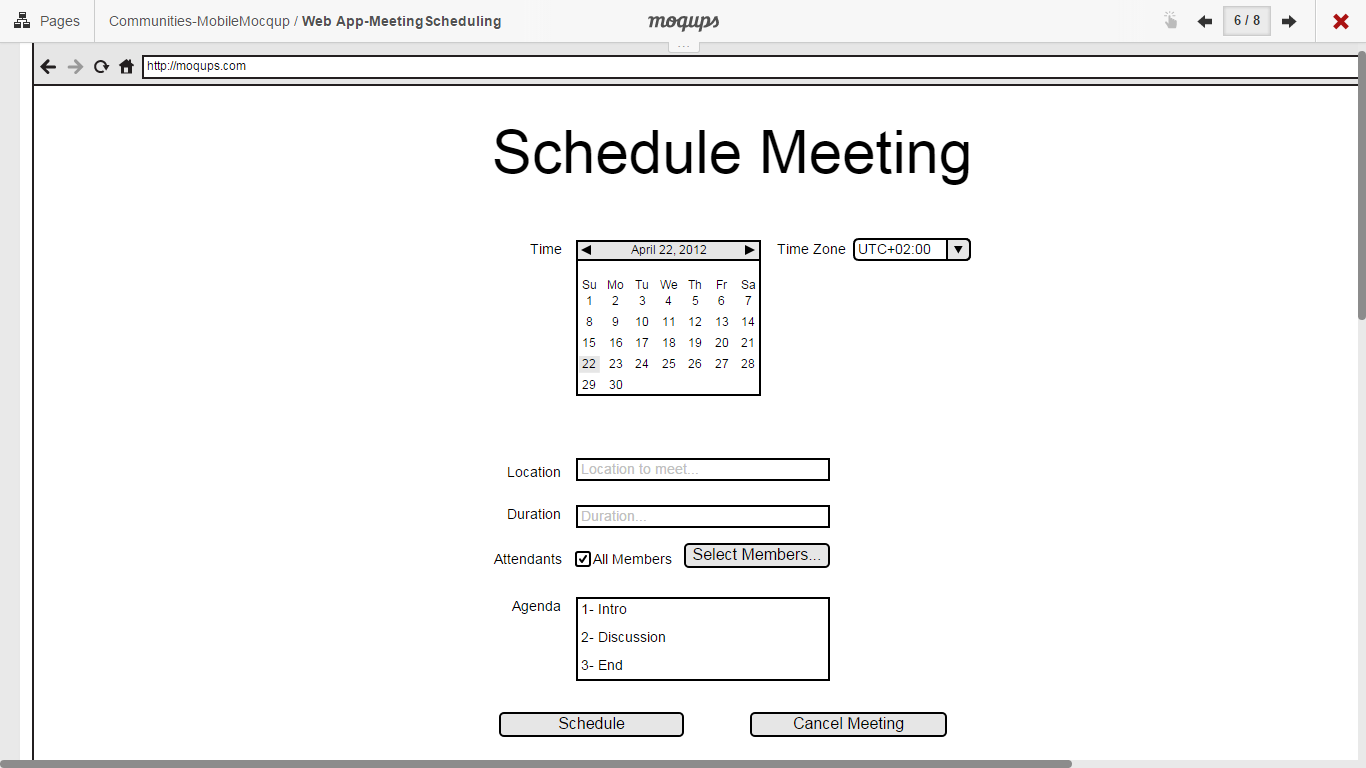 Pages Communities-MobileMocqup / Web App-MeetingScheduling moqups 6 / 8
...
http://moqups.com
Schedule Meeting
Time April 22, 2012 Time Zone UTC+02:00
Su Mo Tu We Th Fr Sa
1 2 3 4 5 6 7
8 9 10 11 12 13 14
15 16 17 18 19 20 21
22 23 24 25 26 27 28
29 30
Location Location to meet...
Duration Duration...
Attendants All Members Select Members...
Agenda 1- Intro
2- Discussion
3- End
Schedule Cancel Meeting